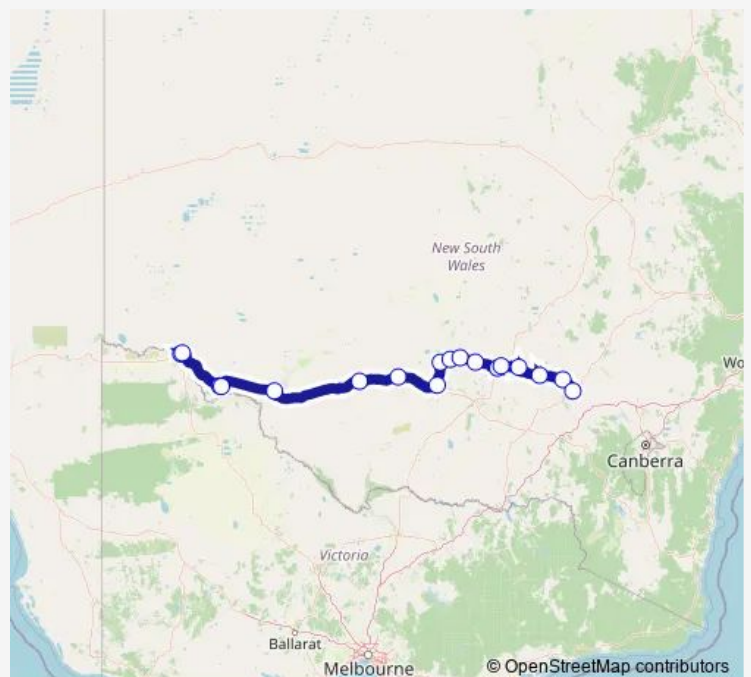 New South
Wales
Wo
Canberra
Victoria
Ballarat
Melbourne
© OpenStreetMap contributors